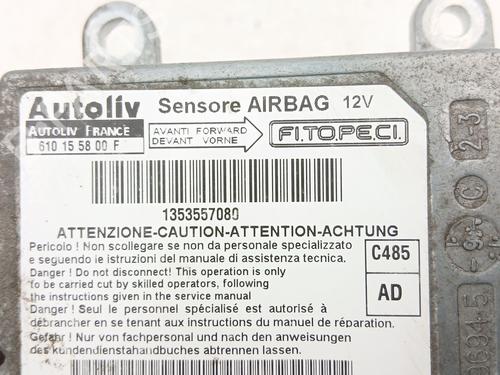 Autoliv
Sensore AIRBAG 12V
AUTOLIV FRANCE
610 15 58 00 F
AVANTI FORWARD
DEVANT VORNE
F.I.TO.PE.C.I.
1353557080
ATTENZIONE-CAUTION-ATTENTION-ACHTUNG
Pericolo ! Non scollegare se non da personale specializzato
e seguendo le istruzioni del manuale di assistenza tecnica.
Danger ! Do not disconnect! This operation is only
to be carried cut by skilled operators, following
the instructions given in the service manual
Danger ! Seul le personnel spécialisé est autorisé à
débrancher en se tenant aux instructions du manuel de réparation.
Gefahr ! Nur von fachpersonal und nach den anweisungen
des kundendienstahandbuches abtrennen lassen.
C485
AD
2-3
C